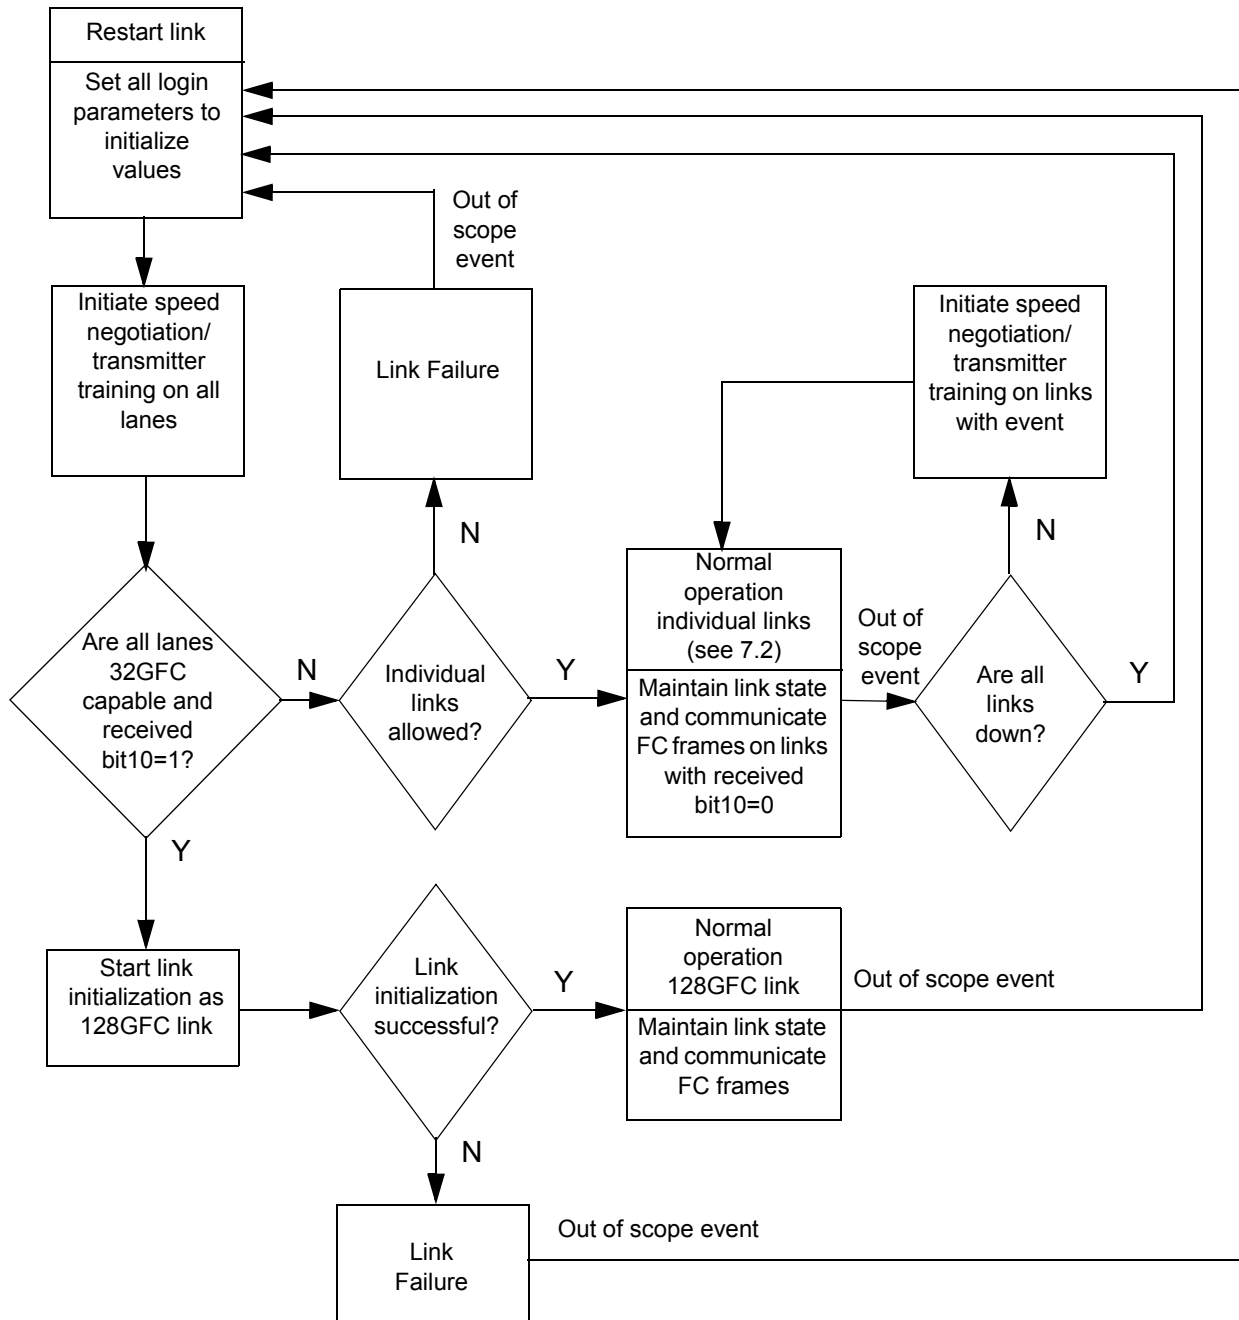 Restart link
Set all login
parameters to
initialize
values
Out of
scope
event
Initiate speed
negotiation/
transmitter
training on all
lanes
Link Failure
Initiate speed
negotiation/
transmitter
training on links
with event
N
N
Are all lanes
32GFC
capable and
received
bit10=1?
N
Individual
links
allowed?
Y
Normal
operation
individual links
(see 7.2)
Maintain link state
and communicate
FC frames on links
with received
bit10=0
Out of
scope
event
Are all
links
down?
Y
Y
Start link
initialization as
128GFC link
Link
initialization
successful?
Y
Normal
operation
128GFC link
Maintain link state
and communicate
FC frames
Out of scope event
N
Link
Failure
Out of scope event